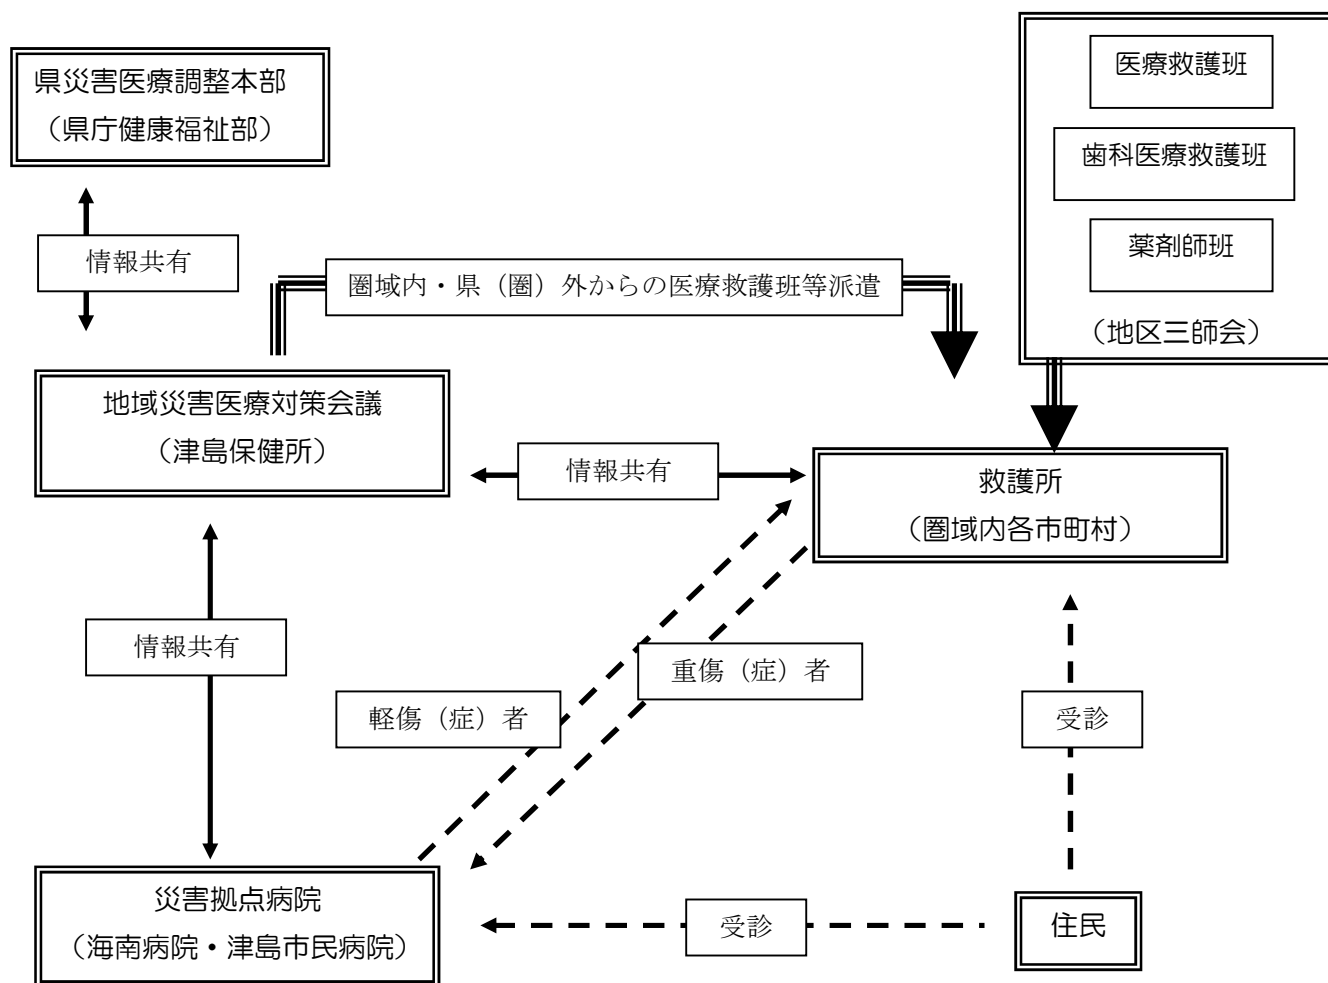 県災害医療調整本部
（県庁健康福祉部）
医療救護班
歯科医療救護班
薬剤師班
（地区三師会）
情報共有
圏域内・県（圏）外からの医療救護班等派遣
地域災害医療対策会議
（津島保健所）
情報共有
救護所
（圏域内各市町村）
情報共有
重傷（症）者
軽傷（症）者
受診
災害拠点病院
（海南病院・津島市民病院）
受診
住民